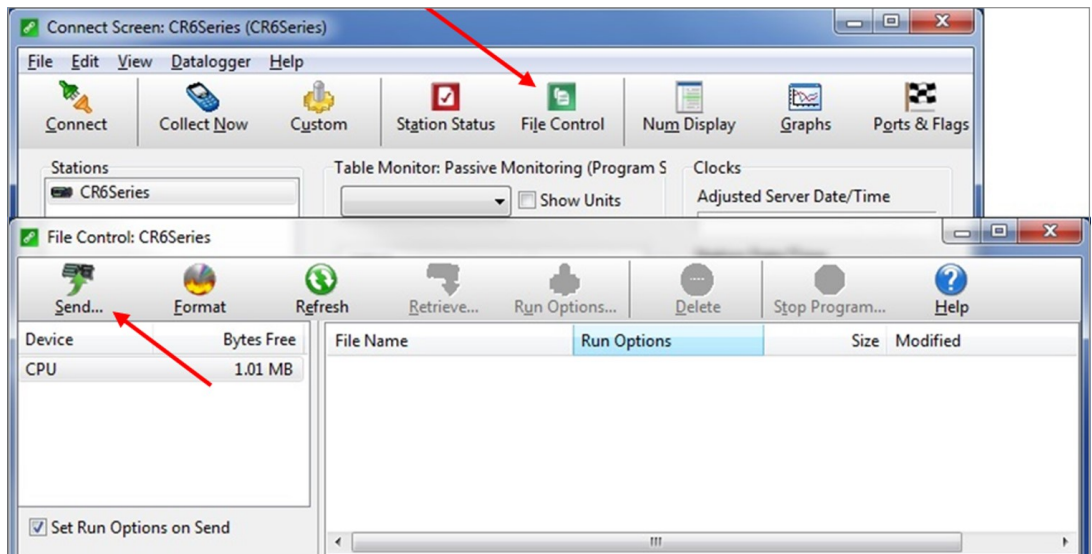 Connect Screen: CR6Series (CR6Series)
File Edit View Datalogger Help
Connect Collect Now Custom Station Status File Control Num Display Graphs Ports & Flags
Stations Table Monitor: Passive Monitoring (Program S Clocks
CR6Series Show Units Adjusted Server Date/Time
File Control: CR6Series
Send... Format Refresh Retrieve... Run Options... Delete Stop Program... Help
Device Bytes Free File Name Run Options Size Modified
CPU 1.01 MB
Set Run Options on Send